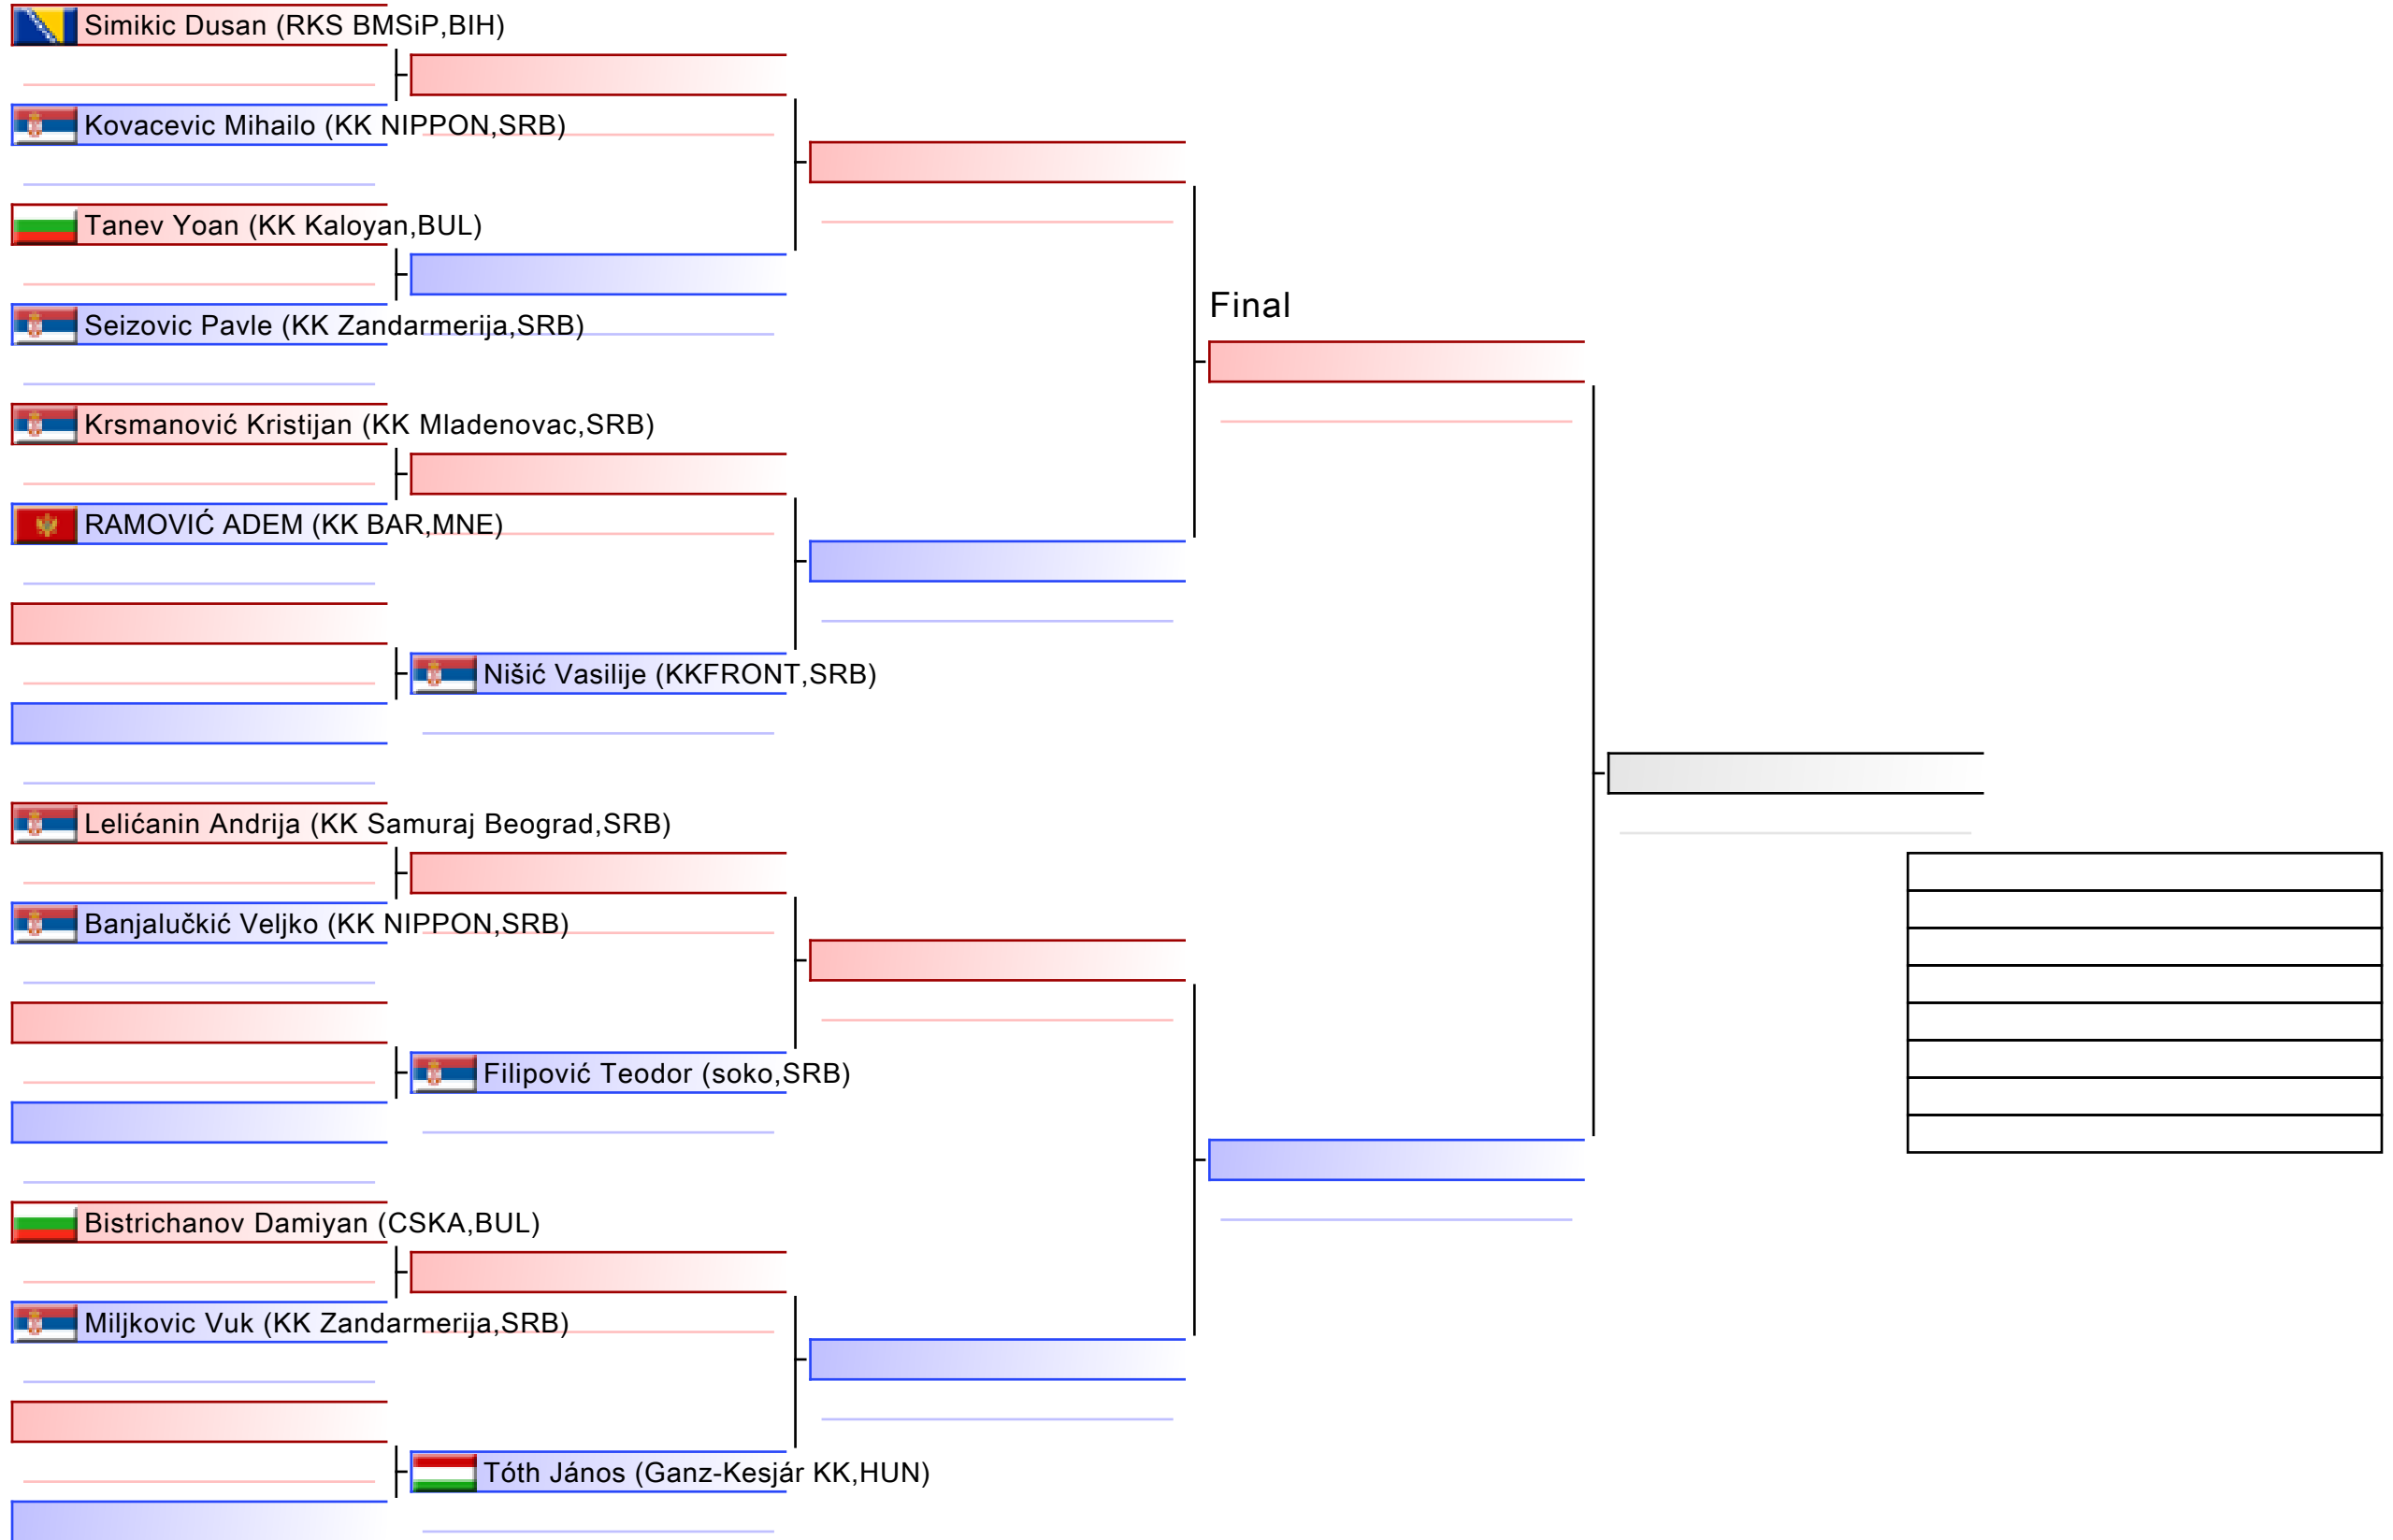 Simikic Dusan (RKS BMSiP,BIH)
Kovacevic Mihailo (KK NIPPON,SRB)
Tanev Yoan (KK Kaloyan,BUL)
Seizovic Pavle (KK Zandarmerija,SRB)
Final
Krsmanović Kristijan (KK Mladenovac,SRB)
RAMOVIĆ ADEM (KK BAR,MNE)
Nišić Vasilije (KKFRONT,SRB)
Lelićanin Andrija (KK Samuraj Beograd,SRB)
Banjalučkić Veljko (KK NIPPON,SRB)
Filipović Teodor (soko,SRB)
Bistrichanov Damiyan (CSKA,BUL)
Miljkovic Vuk (KK Zandarmerija,SRB)
Tóth János (Ganz-Kesjár KK,HUN)